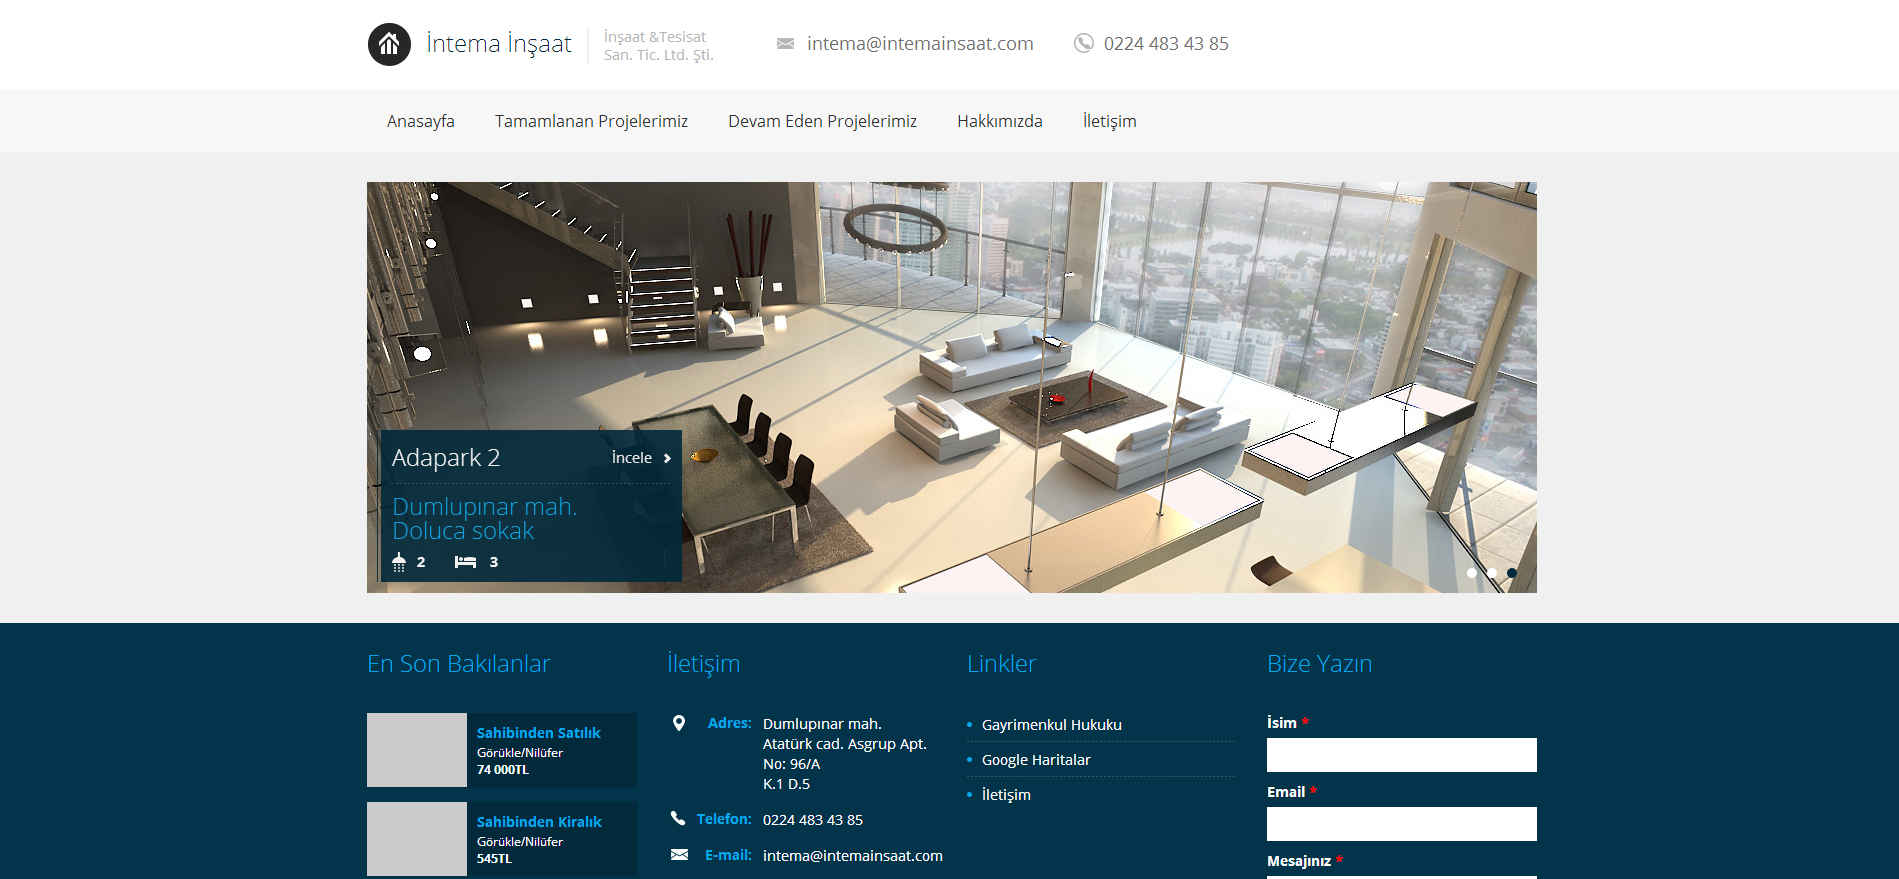 İntema İnşaat
İnşaat &Tesisat
San. Tic. Ltd. Şti.
intema@intemainsaat.com
0224 483 43 85
Anasayfa
Tamamlanan Projelerimiz
Devam Eden Projelerimiz
Hakkımızda
İletişim
Adapark 2
İncele
Dumlupınar mah.
Doluca sokak
2
3
En Son Bakılanlar
Sahibinden Satılık
Görükle/Nilüfer
74 000TL
Sahibinden Kiralık
Görükle/Nilüfer
545TL
İletişim
Adres: Dumlupınar mah.
Atatürk cad. Asgrup Apt.
No: 96/A
K.1 D.5
Telefon: 0224 483 43 85
E-mail: intema@intemainsaat.com
Linkler
Gayrimenkul Hukuku
Google Haritalar
İletişim
Bize Yazın
İsim *
Email *
Mesajınız *